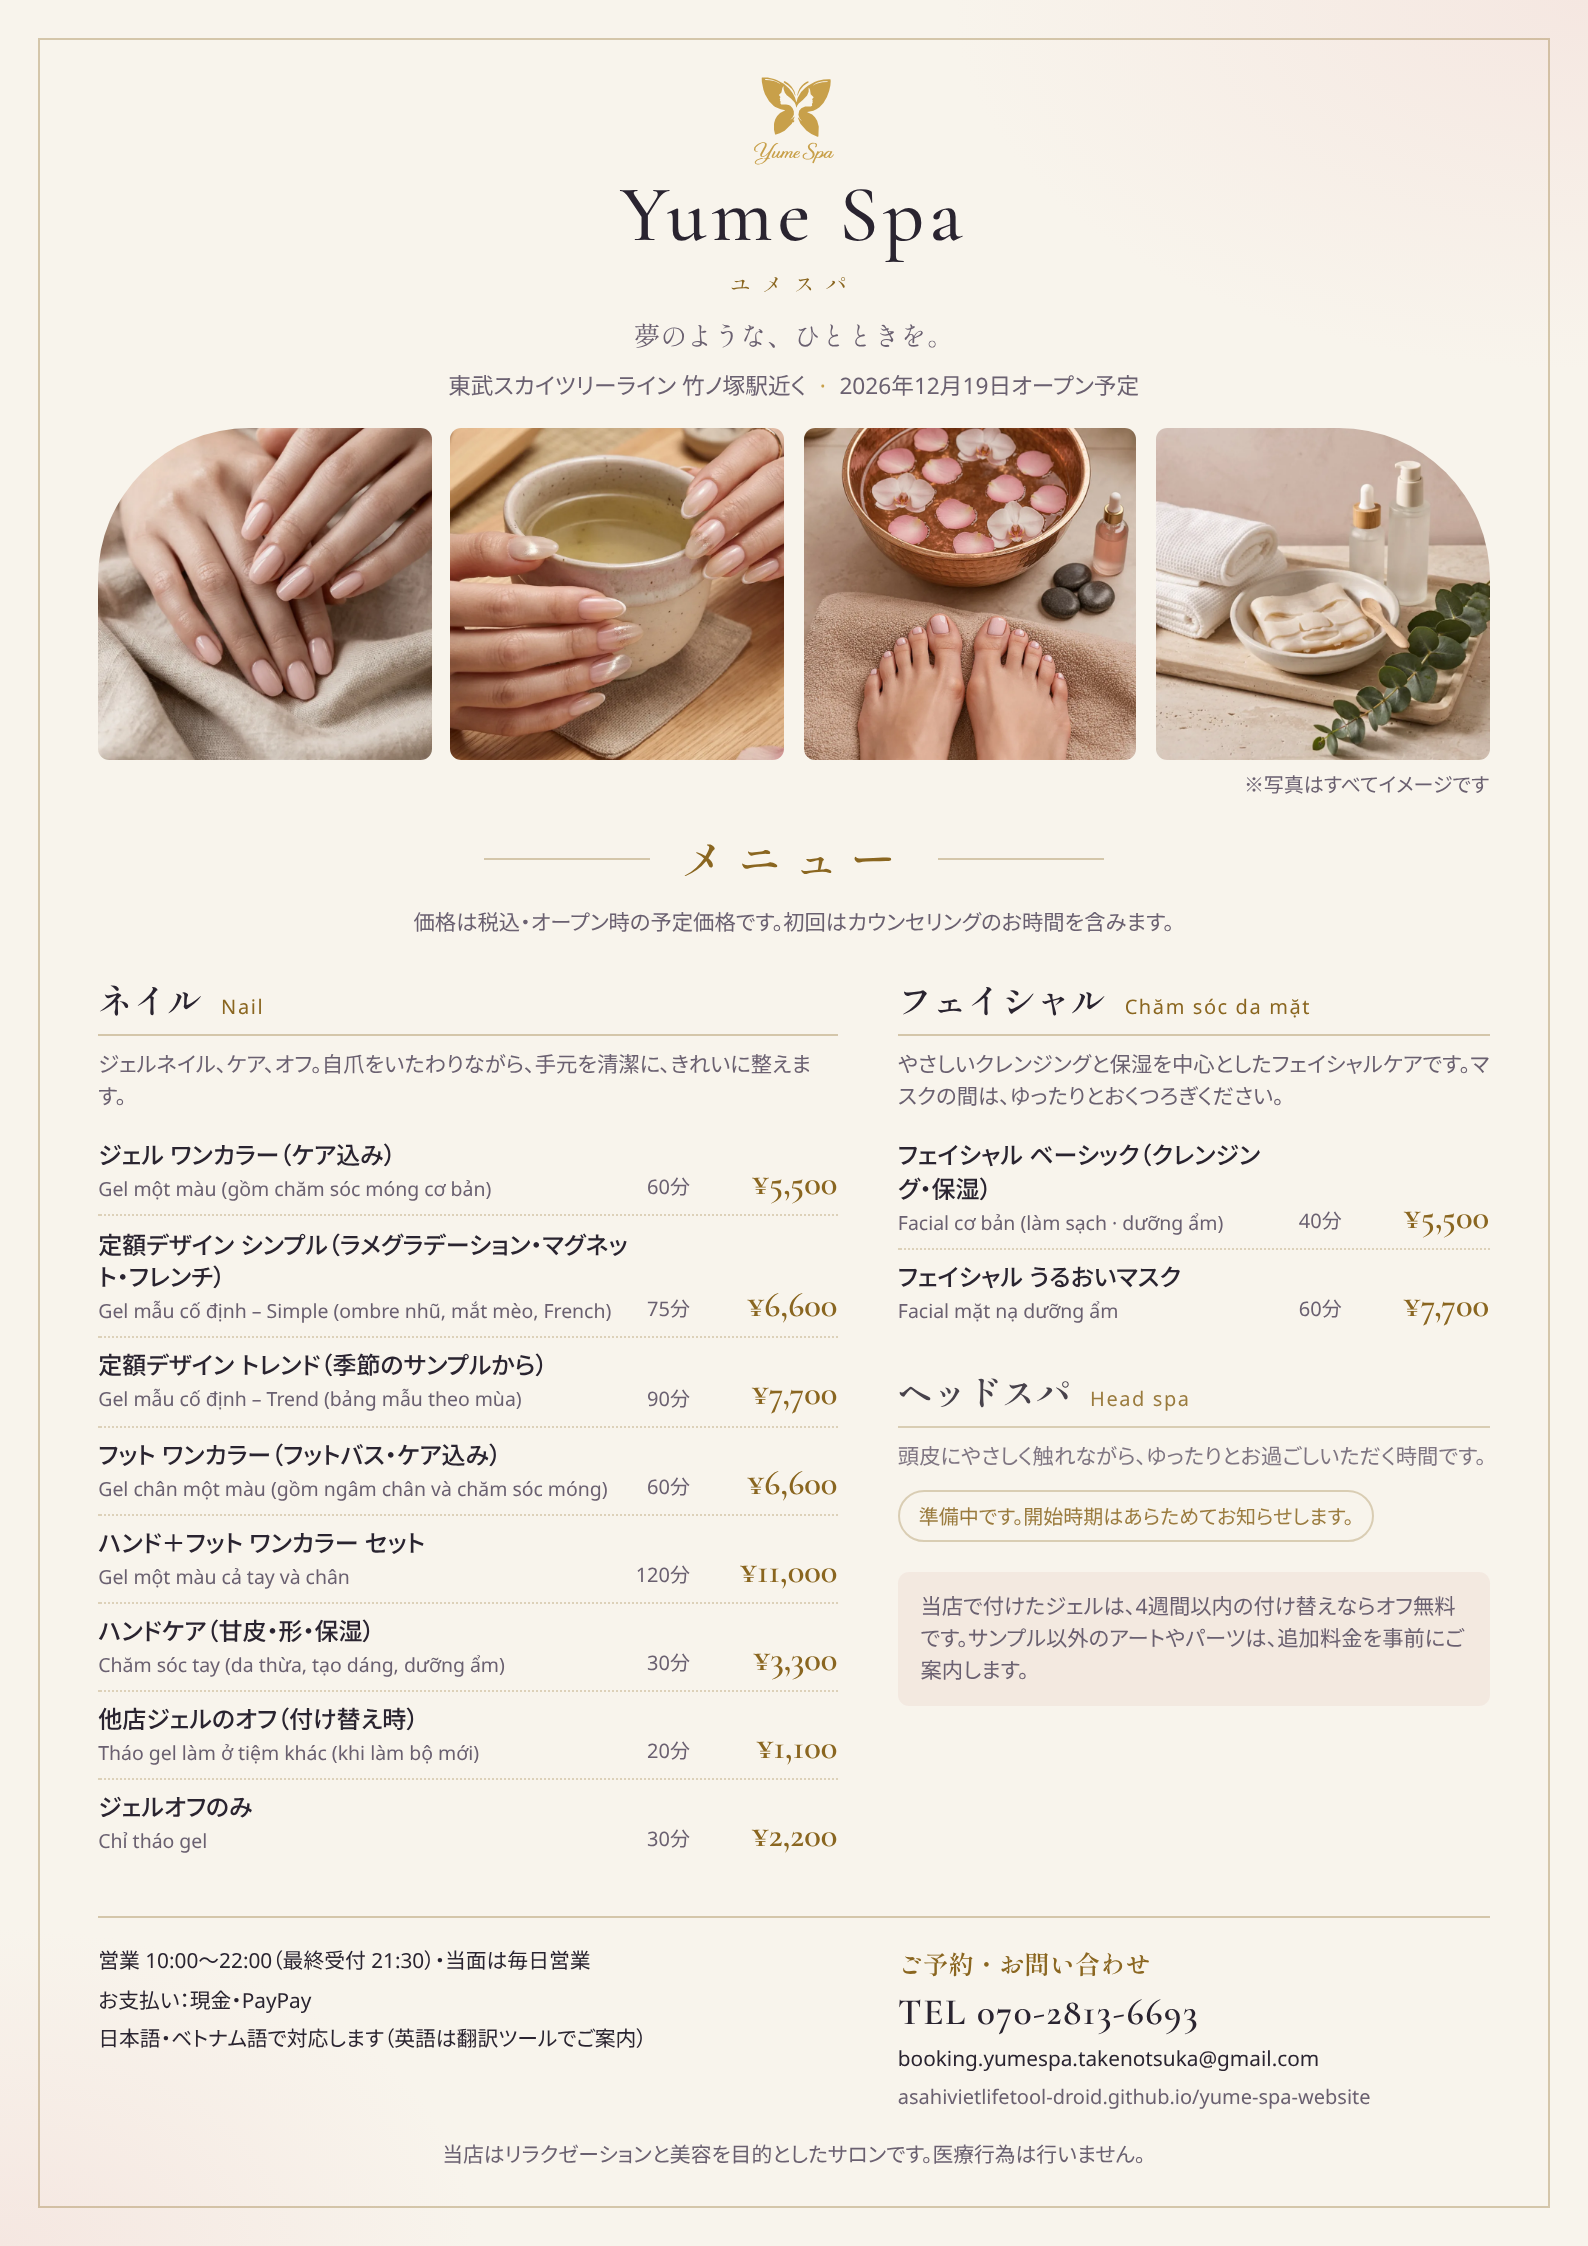 Yume Spa
Yume Spa
ユメスパ
夢のような、ひとときを。
東武スカイツリーライン 竹ノ塚駅近く · 2026年12月19日オープン予定
※写真はすべてイメージです
メニュー
価格は税込・オープン時の予定価格です。初回はカウンセリングのお時間を含みます。
ネイル Nail
ジェルネイル、ケア、オフ。自爪をいたわりながら、手元を清潔に、きれいに整えま
す。
ジェル ワンカラー（ケア込み）
Gel một màu (gồm chăm sóc móng cơ bản) 60分 ¥5,500
定額デザイン シンプル（ラメグラデーション・マグネッ
ト・フレンチ）
Gel mẫu cố định – Simple (ombre nhũ, mắt mèo, French) 75分 ¥6,600
定額デザイン トレンド（季節のサンプルから）
Gel mẫu cố định – Trend (bảng mẫu theo mùa) 90分 ¥7,700
フット ワンカラー（フットバス・ケア込み）
Gel chân một màu (gồm ngâm chân và chăm sóc móng) 60分 ¥6,600
ハンド＋フット ワンカラー セット
Gel một màu cả tay và chân 120分 ¥11,000
ハンドケア（甘皮・形・保湿）
Chăm sóc tay (da thừa, tạo dáng, dưỡng ẩm) 30分 ¥3,300
他店ジェルのオフ（付け替え時）
Tháo gel làm ở tiệm khác (khi làm bộ mới) 20分 ¥1,100
ジェルオフのみ
Chỉ tháo gel 30分 ¥2,200
フェイシャル Chăm sóc da mặt
やさしいクレンジングと保湿を中心としたフェイシャルケアです。マ
スクの間は、ゆったりとおくつろぎください。
フェイシャル ベーシック（クレンジン
グ・保湿）
Facial cơ bản (làm sạch · dưỡng ẩm) 40分 ¥5,500
フェイシャル うるおいマスク
Facial mặt nạ dưỡng ẩm 60分 ¥7,700
ヘッドスパ Head spa
頭皮にやさしく触れながら、ゆったりとお過ごしいただく時間です。
準備中です。開始時期はあらためてお知らせします。
当店で付けたジェルは、4週間以内の付け替えならオフ無料
です。サンプル以外のアートやパーツは、追加料金を事前にご
案内します。
営業 10:00〜22:00（最終受付 21:30）・当面は毎日営業
お支払い：現金・PayPay
日本語・ベトナム語で対応します（英語は翻訳ツールでご案内）
ご予約・お問い合わせ
TEL 070-2813-6693
booking.yumespa.takenotsuka@gmail.com
asahivietlifetool-droid.github.io/yume-spa-website
当店はリラクゼーションと美容を目的としたサロンです。医療行為は行いません。